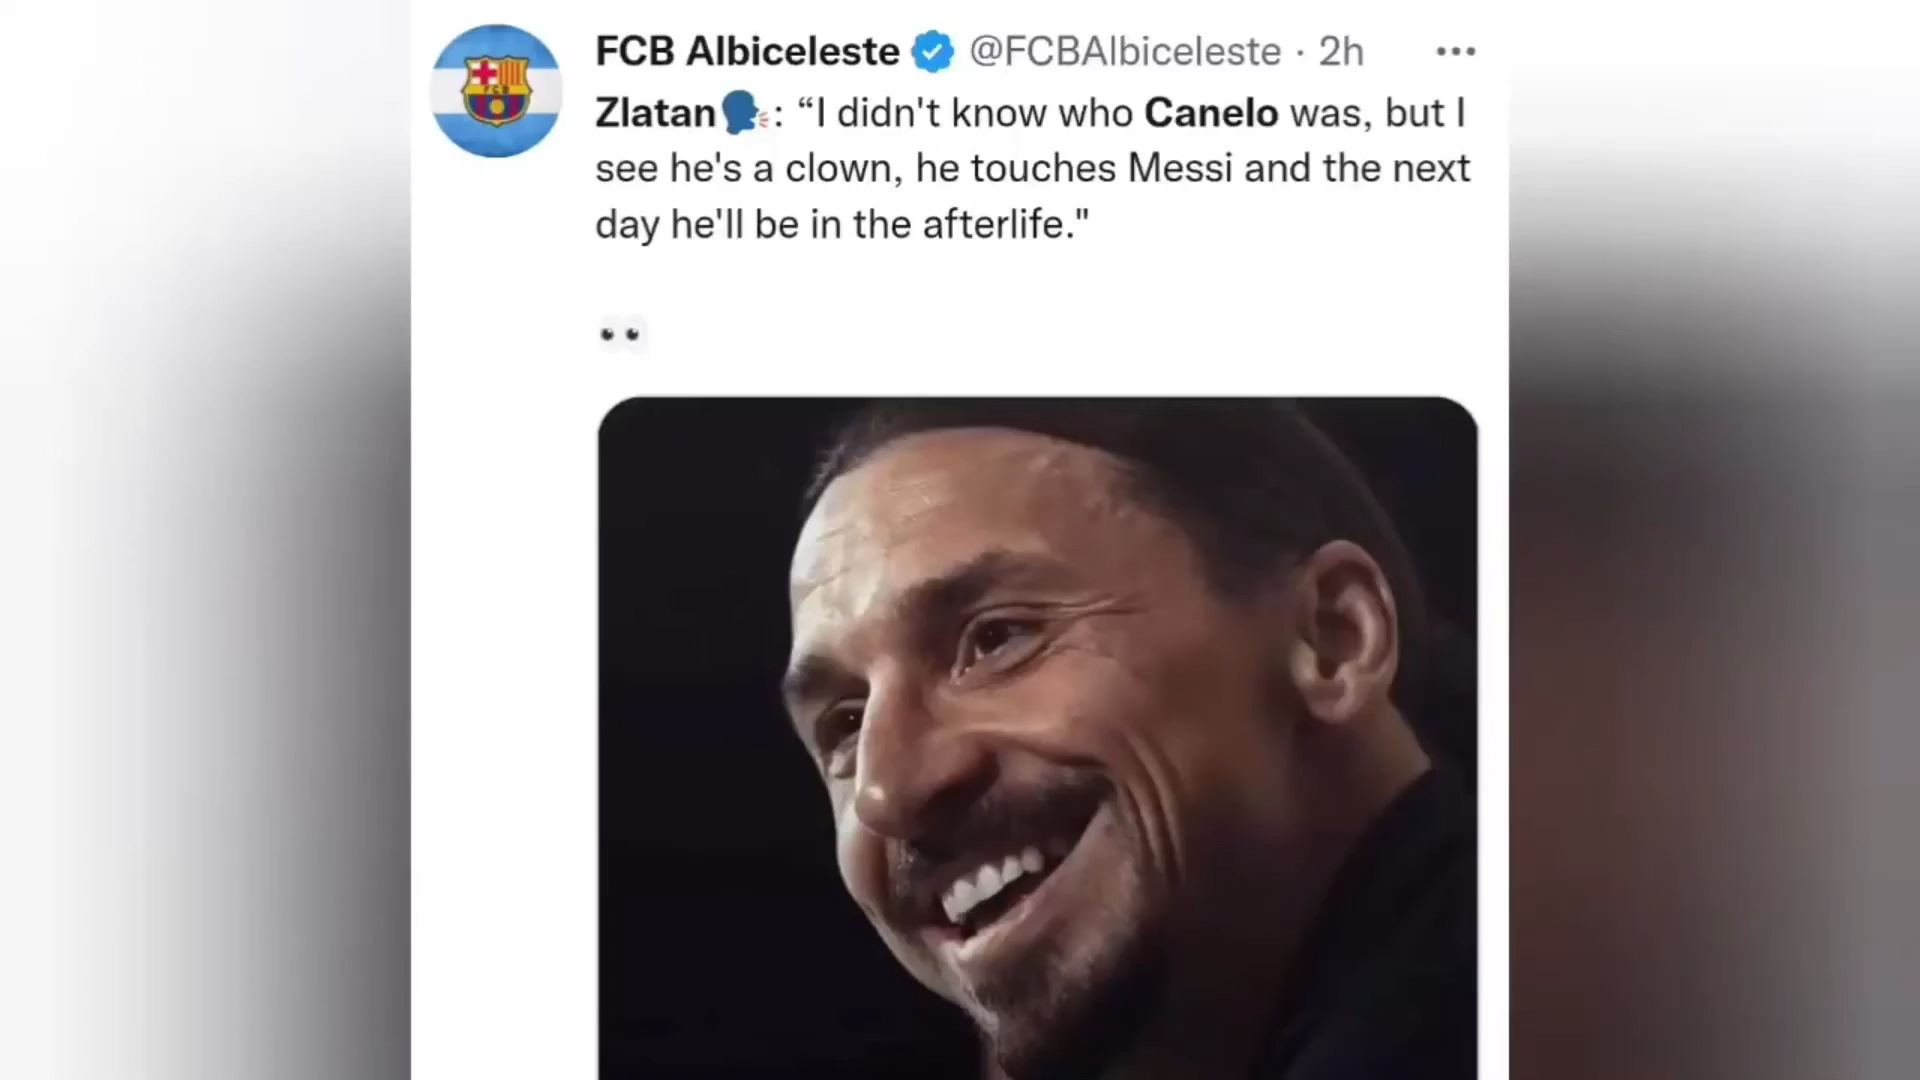 FCB Albiceleste @FCBAlbiceleste · 2h
Zlatan🗣️: “I didn't know who Canelo was, but I
see he's a clown, he touches Messi and the next
day he'll be in the afterlife."
👀
FCB